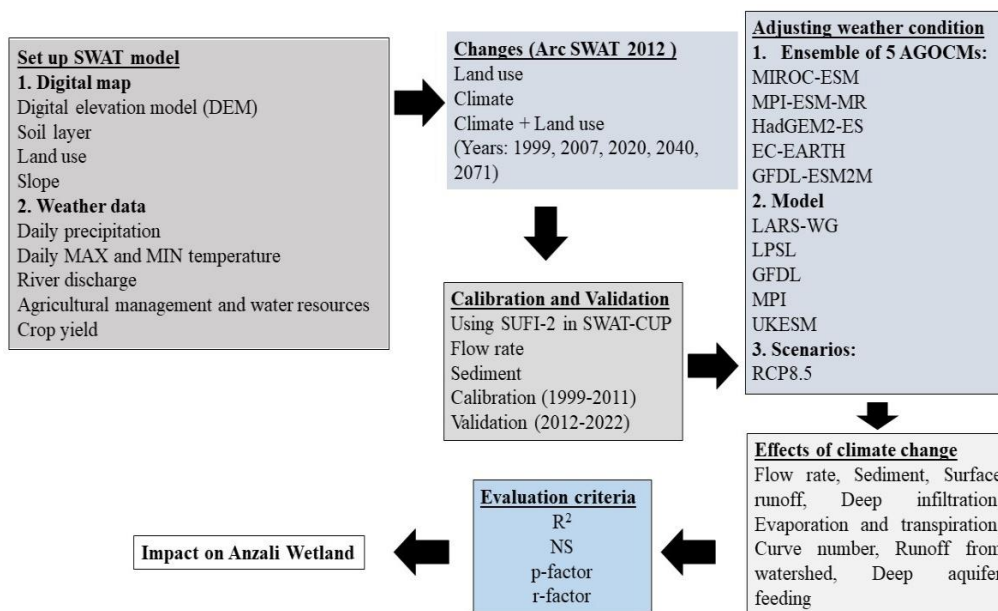 Set up SWAT model
1. Digital map
Digital elevation model (DEM)
Soil layer
Land use
Slope
2. Weather data
Daily precipitation
Daily MAX and MIN temperature
River discharge
Agricultural management and water resources
Crop yield
Changes (Arc SWAT 2012 )
Land use
Climate
Climate + Land use
(Years: 1999, 2007, 2020, 2040,
2071)
Calibration and Validation
Using SUFI-2 in SWAT-CUP
Flow rate
Sediment
Calibration (1999-2011)
Validation (2012-2022)
Adjusting weather condition
1. Ensemble of 5 AGOCMs:
MIROC-ESM
MPI-ESM-MR
HadGEM2-ES
EC-EARTH
GFDL-ESM2M
2. Model
LARS-WG
LPSL
GFDL
MPI
UKESM
3. Scenarios:
RCP8.5
Effects of climate change
Flow rate, Sediment, Surface
runoff, Deep infiltration
Evaporation and transpiration
Curve number, Runoff from
watershed, Deep aquifer
feeding
Evaluation criteria
R²
NS
p-factor
r-factor
Impact on Anzali Wetland